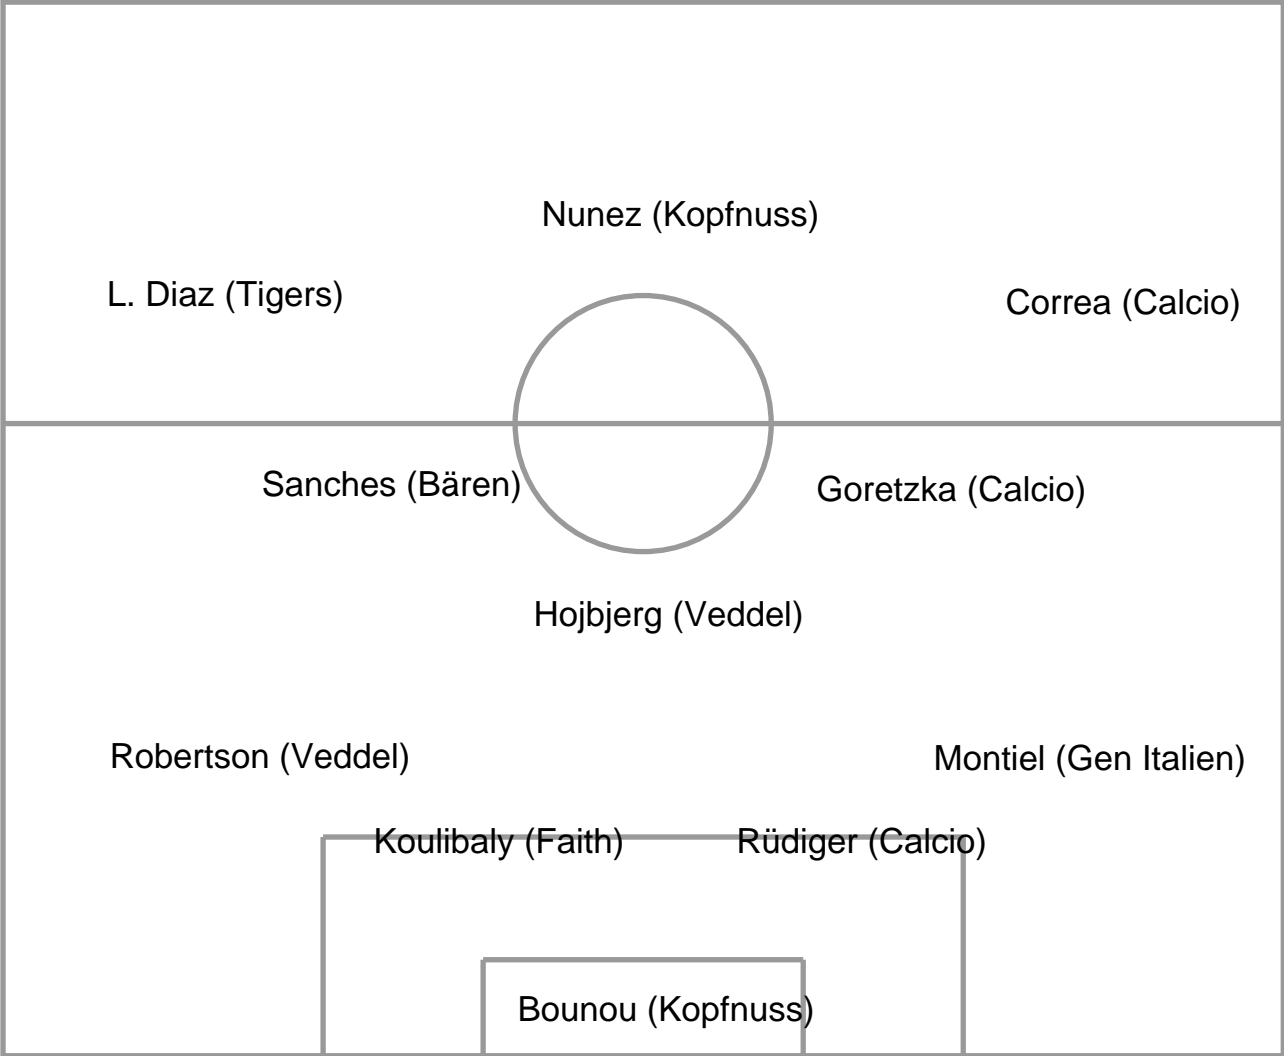 Nunez (Kopfnuss)
L. Diaz (Tigers)
Correa (Calcio)
Sanches (Bären)
Goretzka (Calcio)
Hojbjerg (Veddel)
Robertson (Veddel)
Montiel (Gen Italien)
Koulibaly (Faith)
Rüdiger (Calcio)
Bounou (Kopfnuss)